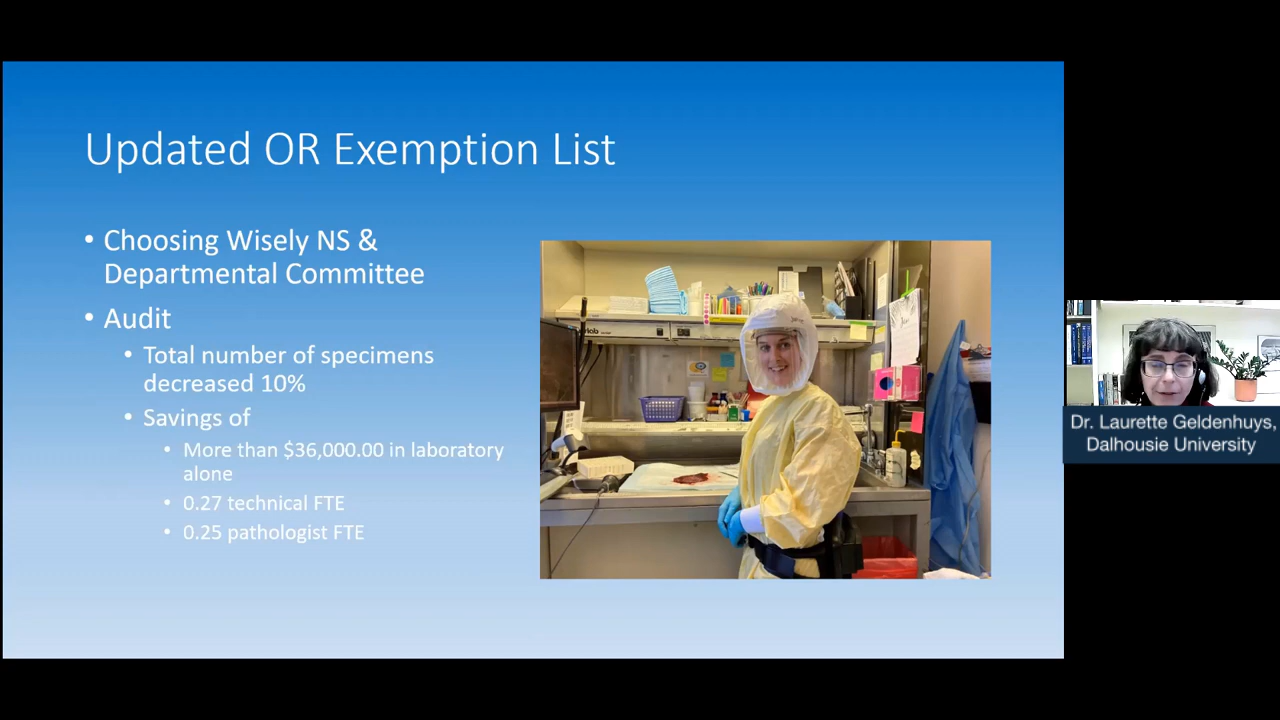 Updated OR Exemption List
• Choosing Wisely NS &
Departmental Committee
• Audit
• Total number of specimens
decreased 10%
• Savings of
• More than $36,000.00 in laboratory
alone
• 0.27 technical FTE
• 0.25 pathologist FTE
Dr. Laurette Geldenhuys,
Dalhousie University